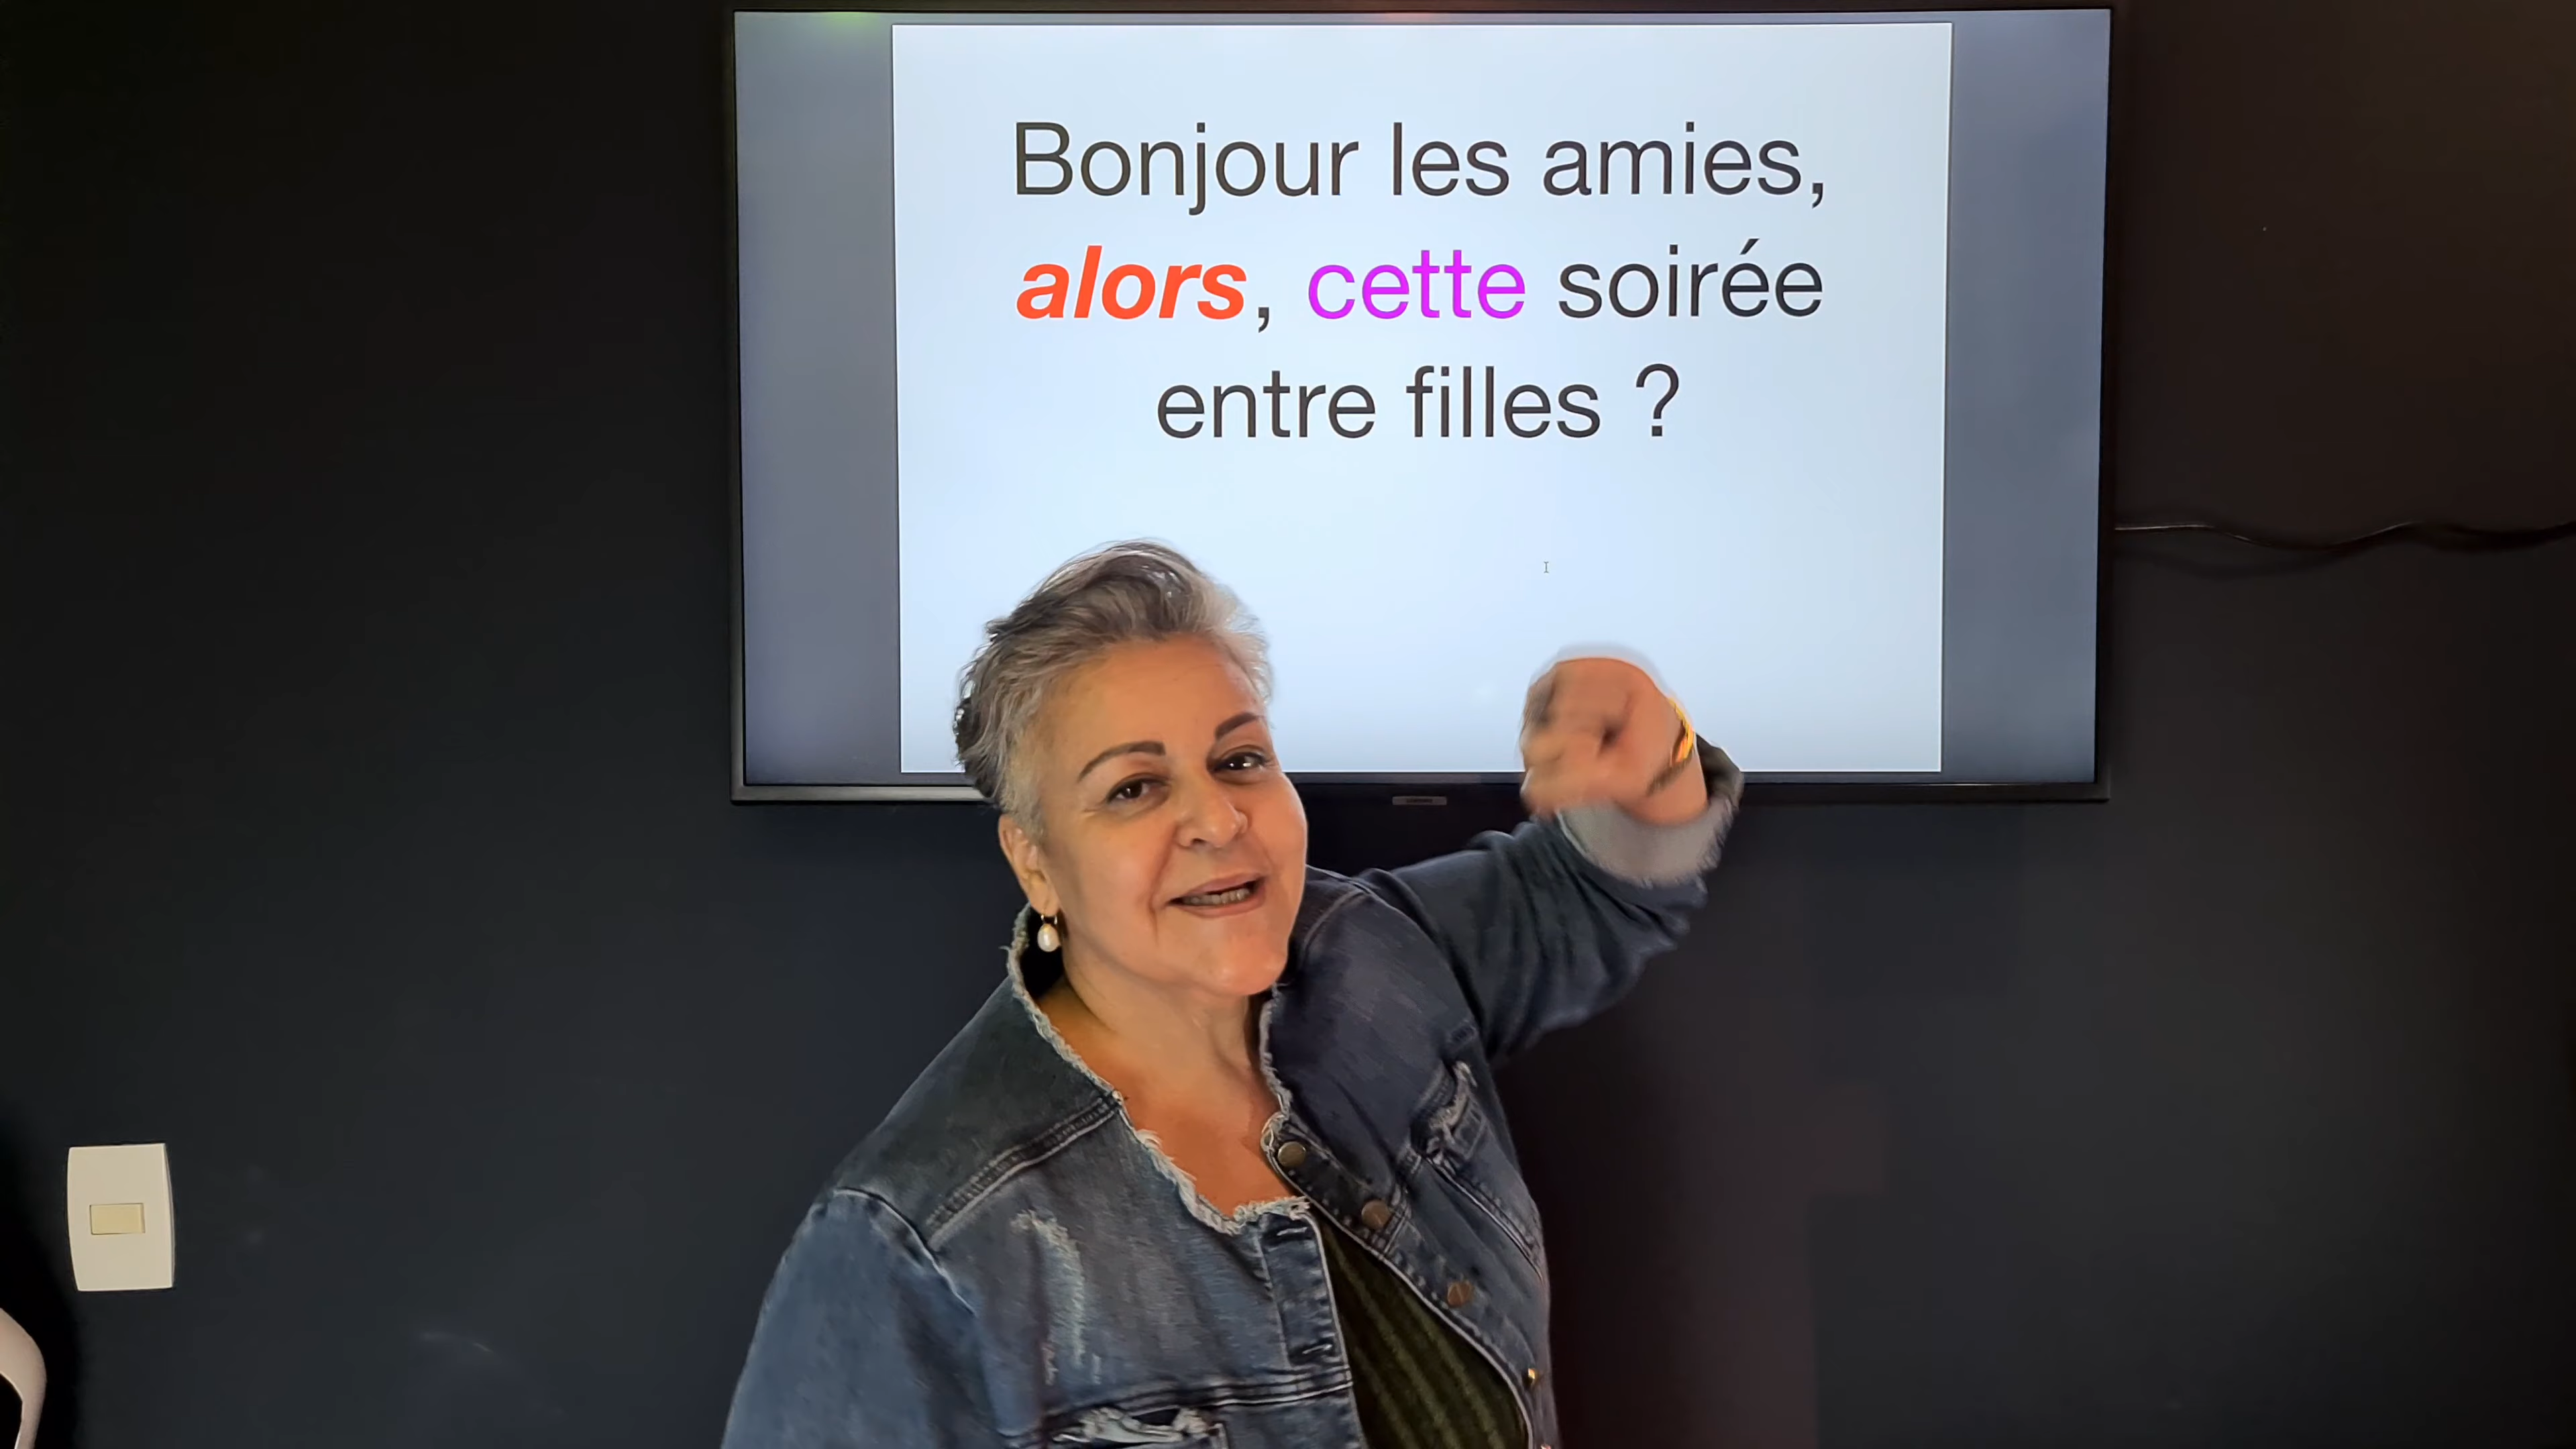 Bonjour les amies,
alors, cette soirée
entre filles ?